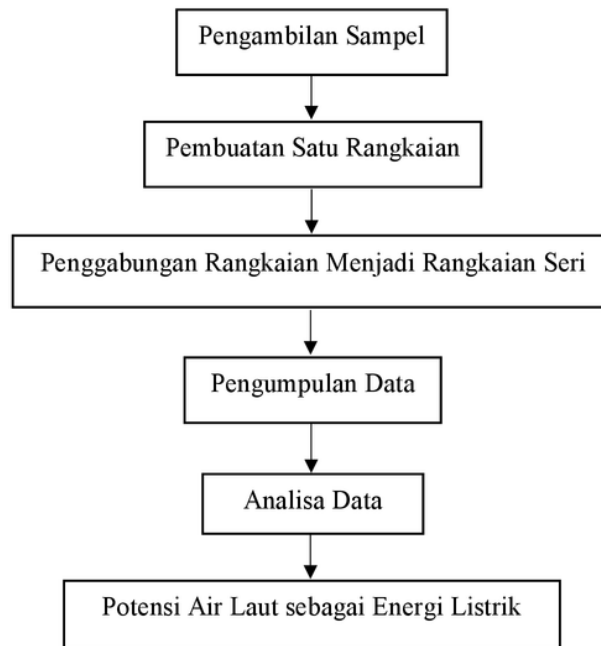 Pengambilan Sampel
Pembuatan Satu Rangkaian
Penggabungan Rangkaian Menjadi Rangkaian Seri
Pengumpulan Data
Analisa Data
Potensi Air Laut sebagai Energi Listrik